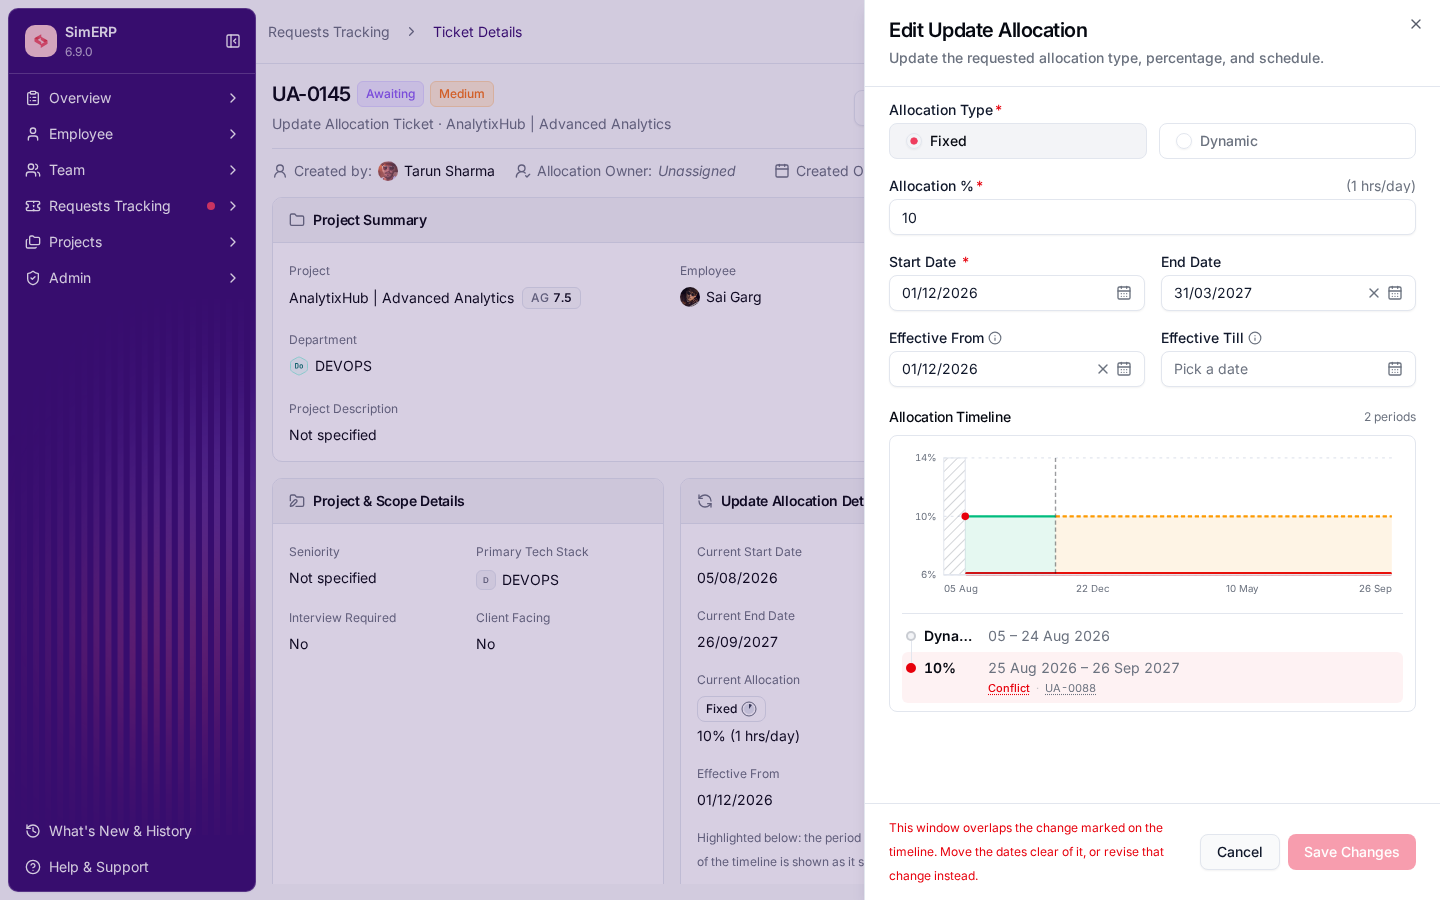 SimERP
6.9.0
Overview
Employee
Team
Requests Tracking
Projects
Admin
What's New & History
Help & Support
Requests Tracking
Ticket Details
UA-0145 Awaiting Medium
Update Allocation Ticket · AnalytixHub | Advanced Analytics
Created by: Tarun Sharma Allocation Owner: Unassigned Created O
Project Summary
Project
AnalytixHub | Advanced Analytics AG 7.5
Employee
Sai Garg
Department
Do DEVOPS
Project Description
Not specified
Project & Scope Details
Seniority
Not specified
Primary Tech Stack
D DEVOPS
Interview Required
No
Client Facing
No
Update Allocation Det
Current Start Date
05/08/2026
Current End Date
26/09/2027
Current Allocation
Fixed
10% (1 hrs/day)
Effective From
01/12/2026
Highlighted below: the period
of the timeline is shown as it s
Edit Update Allocation
Update the requested allocation type, percentage, and schedule.
Allocation Type*
Fixed
Dynamic
Allocation %* (1 hrs/day)
10
Start Date *
01/12/2026
End Date
31/03/2027
Effective From
01/12/2026
Effective Till
Pick a date
Allocation Timeline 2 periods
14%
10%
6%
05 Aug 22 Dec 10 May 26 Sep
Dyna... 05 – 24 Aug 2026
10% 25 Aug 2026 – 26 Sep 2027
Conflict · UA-0088
This window overlaps the change marked on the
timeline. Move the dates clear of it, or revise that
change instead.
Cancel
Save Changes